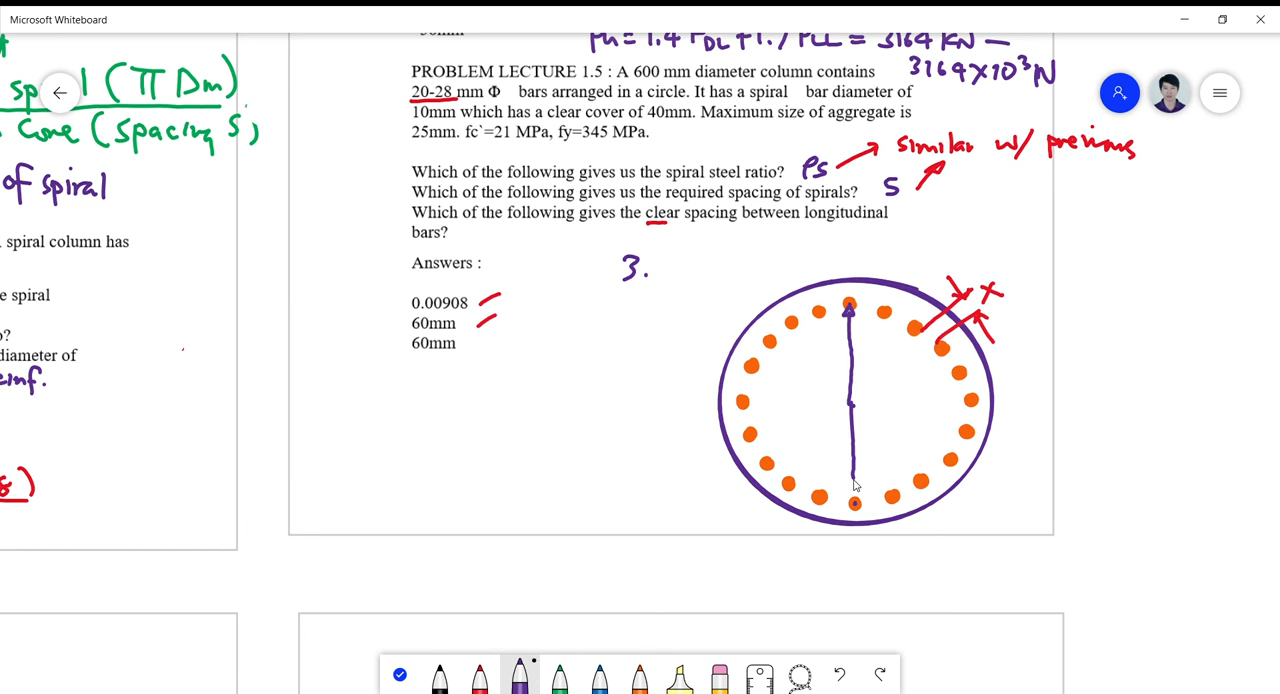 Microsoft Whiteboard
Pu = 1.4 PDL + 1.7 PLL = 3164 KN —
3164x10³N
PROBLEM LECTURE 1.5 : A 600 mm diameter column contains
20-28 mm Φ bars arranged in a circle. It has a spiral bar diameter of
10mm which has a clear cover of 40mm. Maximum size of aggregate is
25mm. fc`=21 MPa, fy=345 MPa.
Which of the following gives us the spiral steel ratio? ρs similar w/ previous
Which of the following gives us the required spacing of spirals? S
Which of the following gives the clear spacing between longitudinal
bars?
Answers :
3.
0.00908
60mm
60mm
x
(π Dm)
core (spacing S)
of spiral
spiral column has
e spiral
?
diameter of
einf.